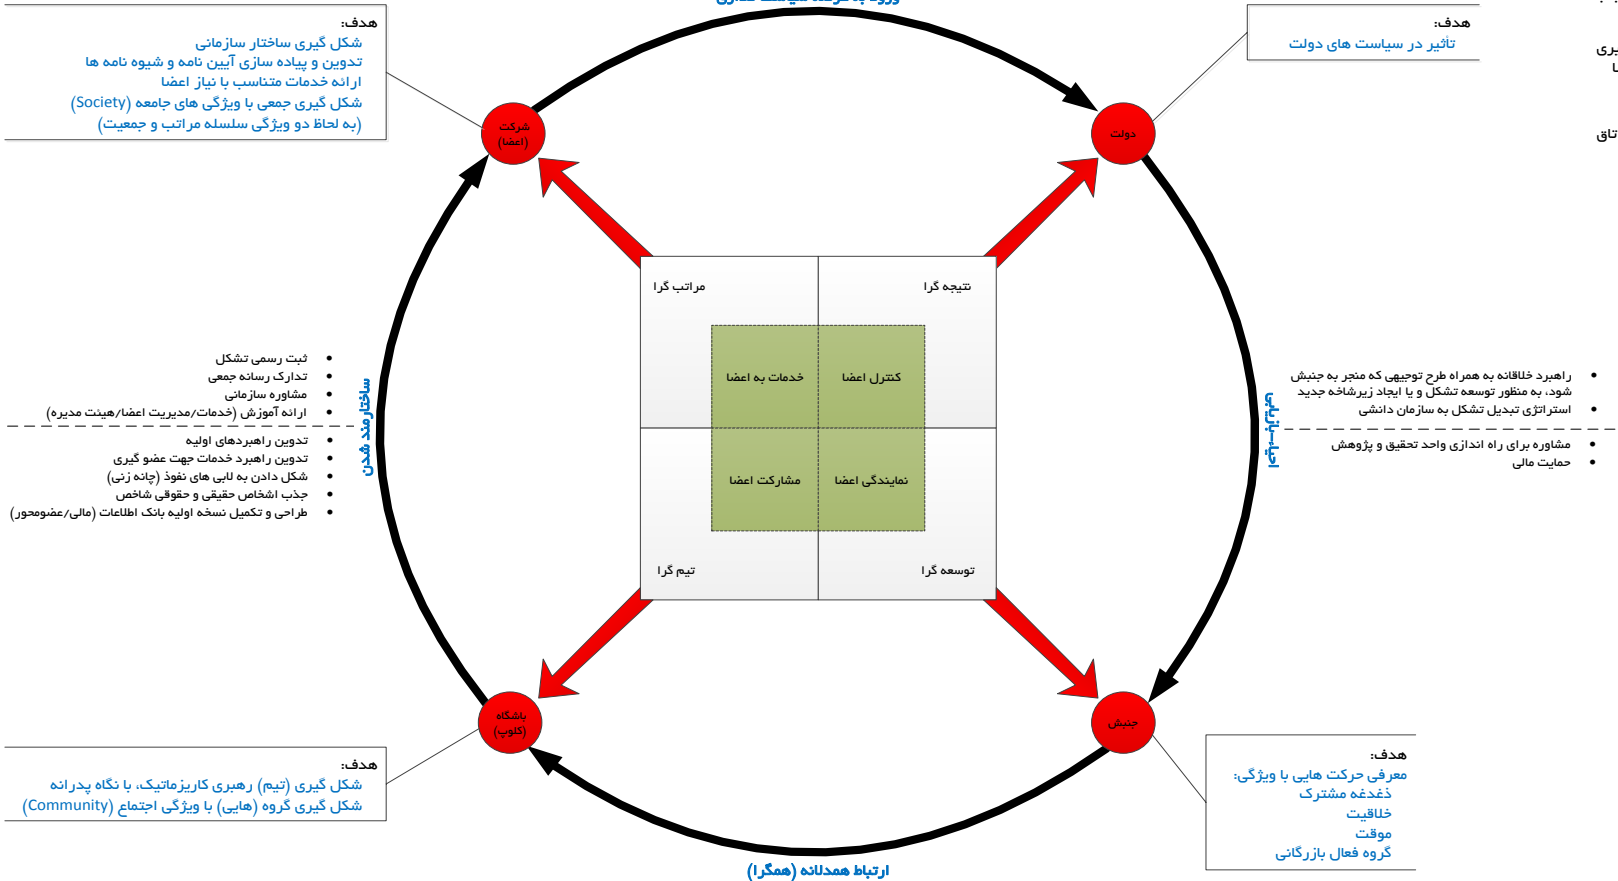 هدف:
شکل گیری ساختار سازمانی
تدوین و پیاده سازی آیین نامه و شیوه نامه ها
ارائه خدمات متناسب با نیاز اعضا
شکل گیری جمعی با ویژگی های جامعه (Society)
(به لحاظ دو ویژگی سلسله مراتب و جمعیت)
هدف:
تأثیر در سیاست های دولت
شرکت
(اعضا)
دولت
مراتب گرا
نتیجه گرا
خدمات به اعضا
کنترل اعضا
مشارکت اعضا
نمایندگی اعضا
تیم گرا
توسعه گرا
ثبت رسمی تشکل
تدارک رسانه جمعی
مشاوره سازمانی
ارائه آموزش (خدمات/مدیریت اعضا/هیئت مدیره)
تدوین راهبردهای اولیه
تدوین راهبرد خدمات جهت عضو گیری
شکل دادن به لابی های نفوذ (چانه زنی)
جذب اشخاص حقیقی و حقوقی شاخص
طراحی و تکمیل نسخه اولیه بانک اطلاعات (مالی/عضومحور)
ساختارمند شدن
احیاء-بازیابی
راهبرد خلاقانه به همراه طرح توجیهی که منجر به جنبش
شود، به منظور توسعه تشکل و یا ایجاد زیرشاخه جدید
استراتژی تبدیل تشکل به سازمان دانشی
مشاوره برای راه اندازی واحد تحقیق و پژوهش
حمایت مالی
باشگاه
(کلوپ)
جنبش
هدف:
شکل گیری (تیم) رهبری کاریزماتیک، با نگاه پدرانه
شکل گیری گروه (هایی) با ویژگی اجتماع (Community)
هدف:
معرفی حرکت هایی با ویژگی:
دغدغه مشترک
خلاقیت
موقت
گروه فعال بازرگانی
ارتباط همدلانه (همگرا)